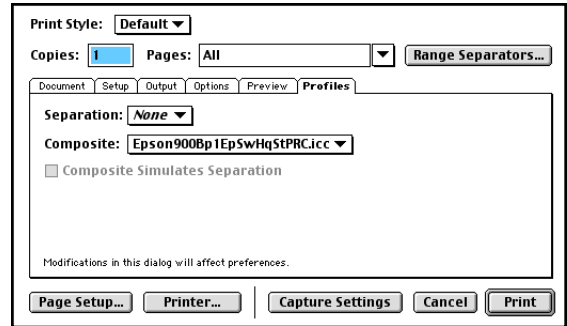 Print Style: Default
Copies: 1 Pages: All Range Separators...
Document Setup Output Options Preview Profiles
Separation: None
Composite: Epson900Bp1EpSwHqStPRC.icc
Composite Simulates Separation
Modifications in this dialog will affect preferences.
Page Setup... Printer... Capture Settings Cancel Print